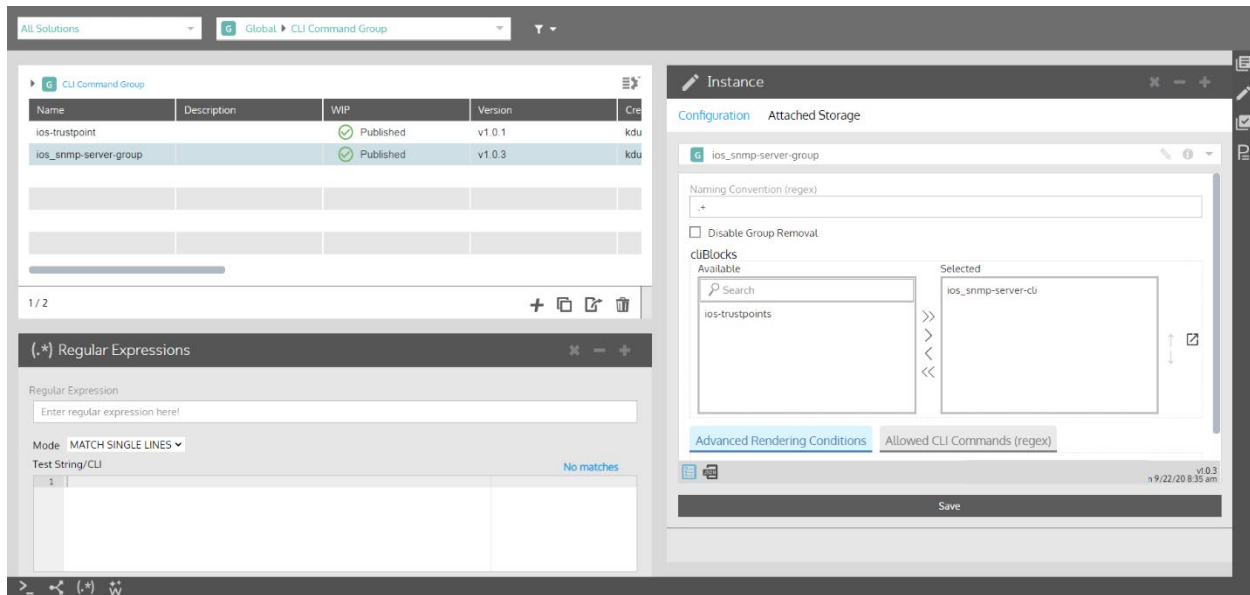 All Solutions
G Global CLI Command Group
G CLI Command Group
Name Description WIP Version Cre
ios-trustpoint Published v1.0.1 kdu
ios_snmp-server-group Published v1.0.3 kdu
1 / 2
(.*) Regular Expressions
Regular Expression
Enter regular expression here!
Mode MATCH SINGLE LINES
Test String/CLI No matches
1
Instance
Configuration Attached Storage
G ios_snmp-server-group
Naming Convention (regex)
.+
Disable Group Removal
cliBlocks
Available Selected
Search
ios-trustpoints
ios_snmp-server-cli
Advanced Rendering Conditions Allowed CLI Commands (regex)
v1.0.3
n 9/22/20 8:35 am
Save
>_ (.*) W